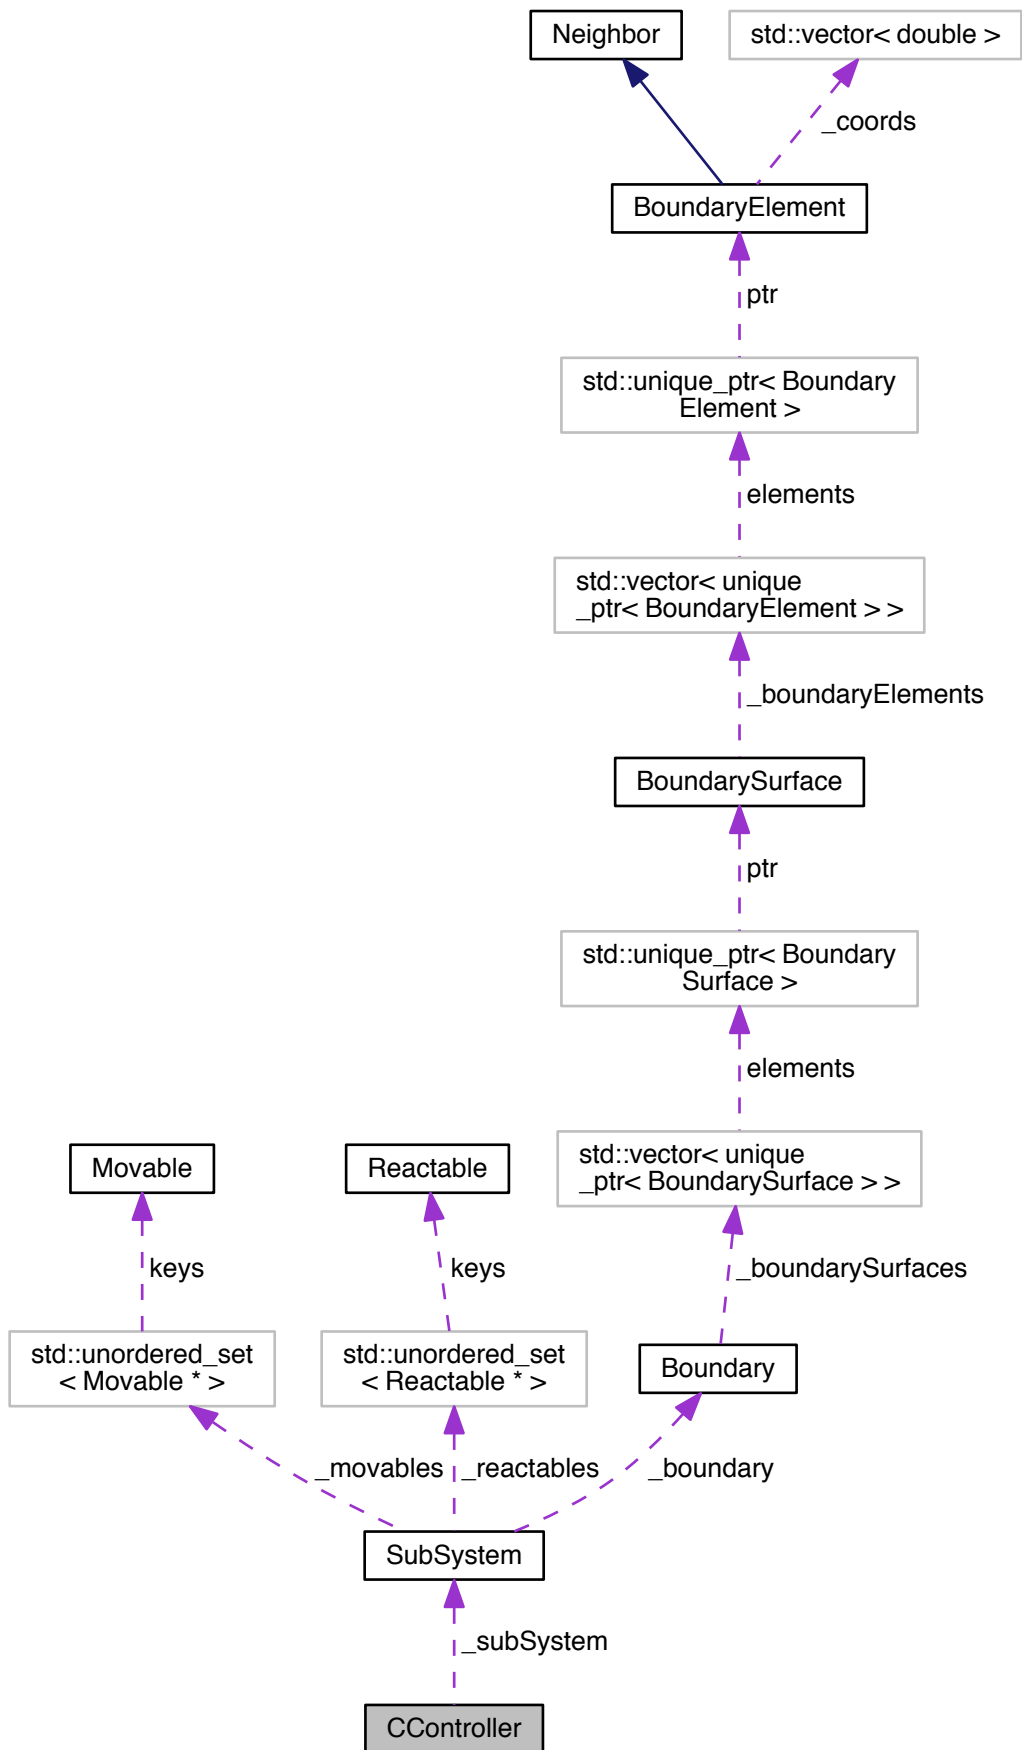 Neighbor
std::vector< double >
_coords
BoundaryElement
ptr
std::unique_ptr< Boundary
Element >
elements
std::vector< unique
_ptr< BoundaryElement > >
_boundaryElements
BoundarySurface
ptr
std::unique_ptr< Boundary
Surface >
elements
Movable
Reactable
std::vector< unique
_ptr< BoundarySurface > >
keys
keys
_boundarySurfaces
std::unordered_set
< Movable * >
std::unordered_set
< Reactable * >
Boundary
_movables
_reactables
_boundary
SubSystem
_subSystem
CController